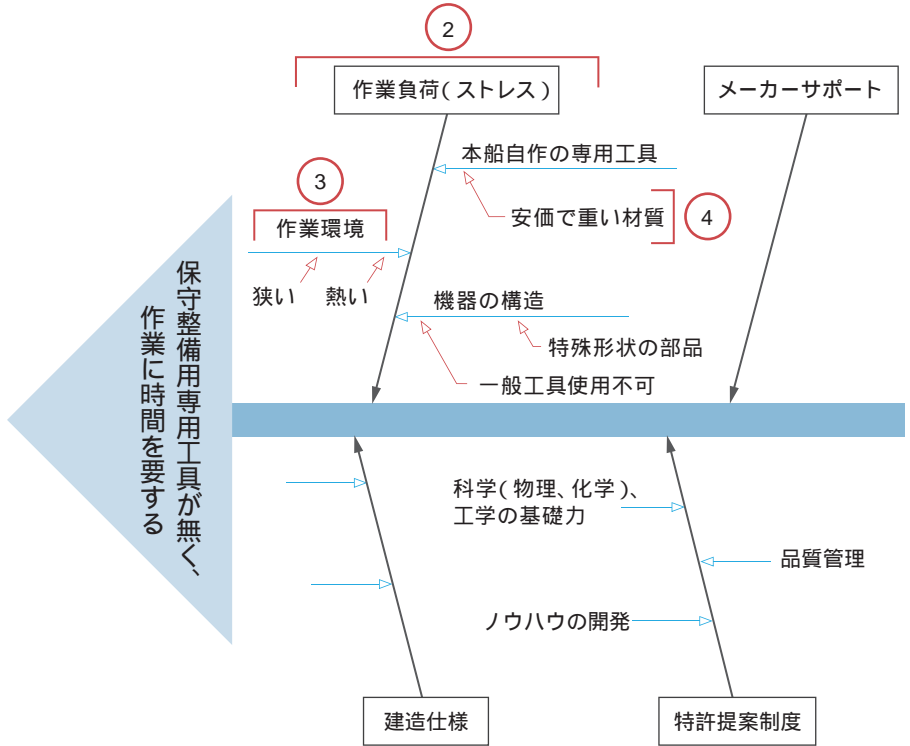 2
作業負荷(ストレス)
メーカーサポート
本船自作の専用工具
3
安価で重い材質
4
作業環境
狭い
熱い
機器の構造
特殊形状の部品
一般工具使用不可
保守整備用専用工具が無く、
作業に時間を要する
科学(物理、化学)、
工学の基礎力
品質管理
ノウハウの開発
建造仕様
特許提案制度